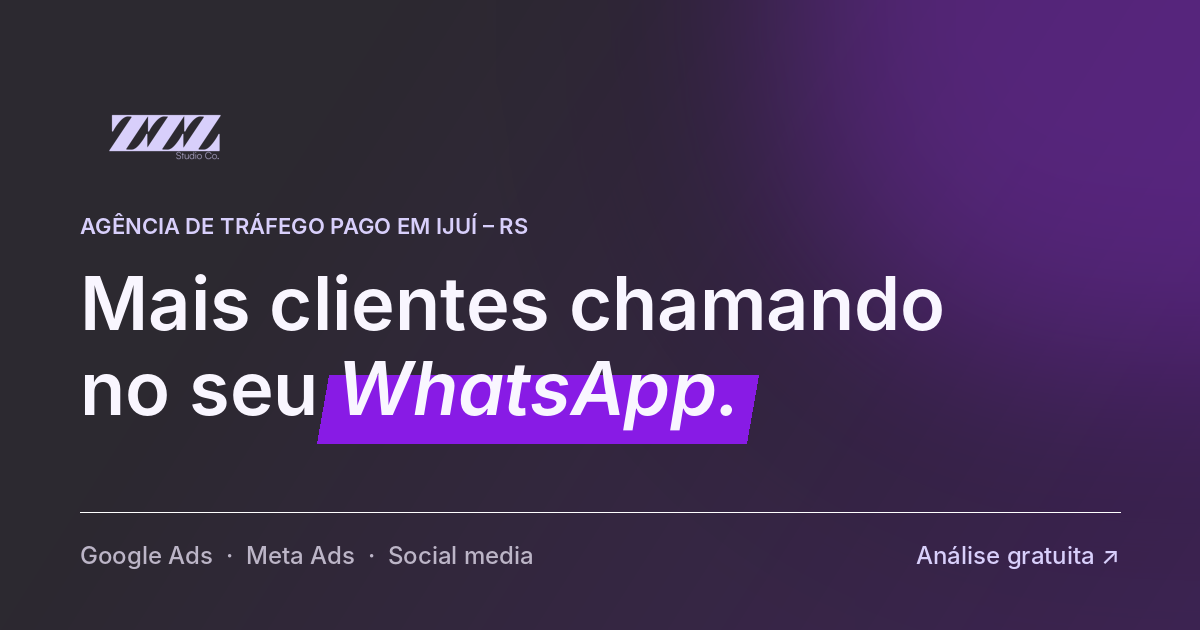 Studio Co.
AGÊNCIA DE TRÁFEGO PAGO EM IJUÍ – RS
Mais clientes chamando
no seu WhatsApp.
Google Ads · Meta Ads · Social media
Análise gratuita ↗